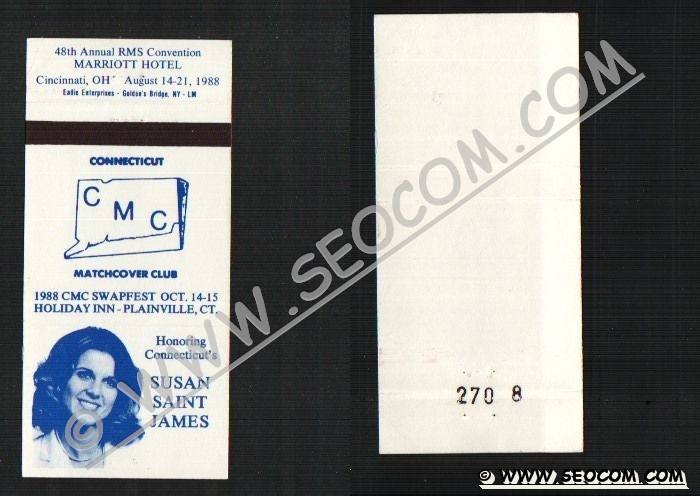 48th Annual RMS Convention
MARRIOTT HOTEL
Cincinnati, OH August 14-21, 1988
Eadie Enterprises - Golden's Bridge, NY - LM
CONNECTICUT
C M C
MATCHCOVER CLUB
1988 CMC SWAPFEST OCT. 14-15
HOLIDAY INN - PLAINVILLE, CT.
Honoring
Connecticut's
SUSAN
SAINT
JAMES
270 8
© WWW.SEOCOM.COM
© WWW.SEOCOM.COM